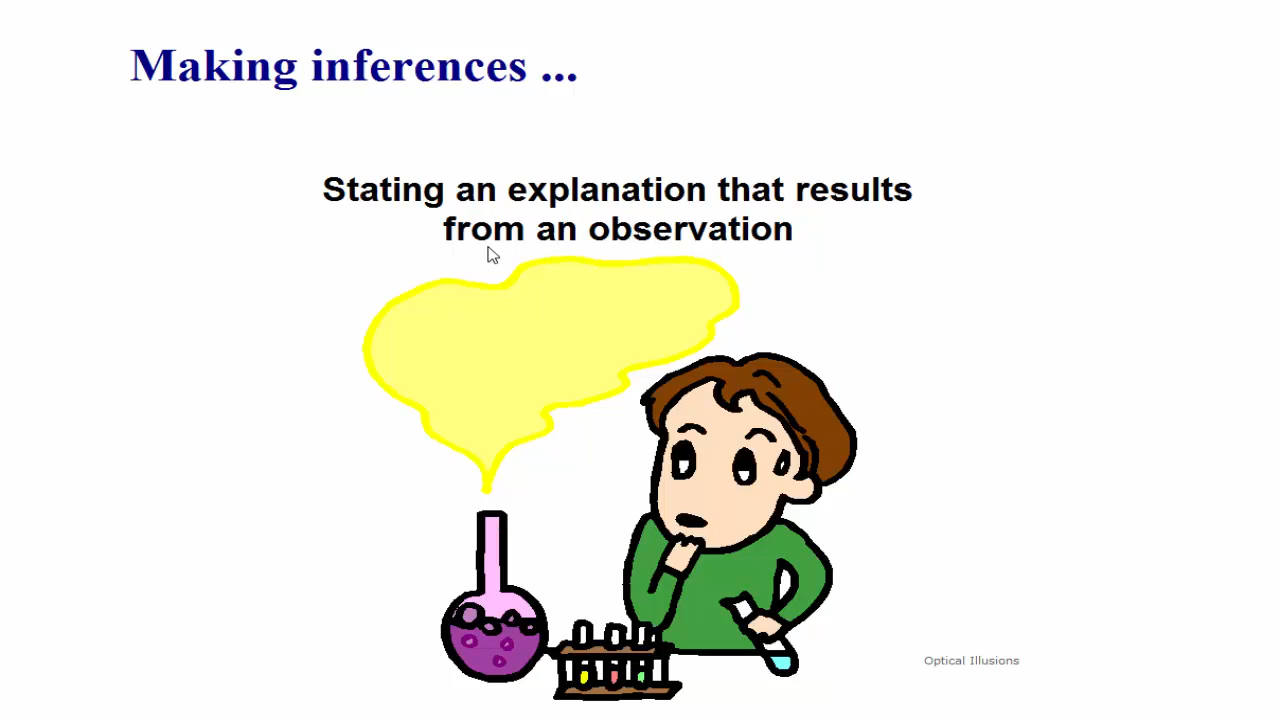 Making inferences ...
Stating an explanation that results
from an observation
Optical Illusions